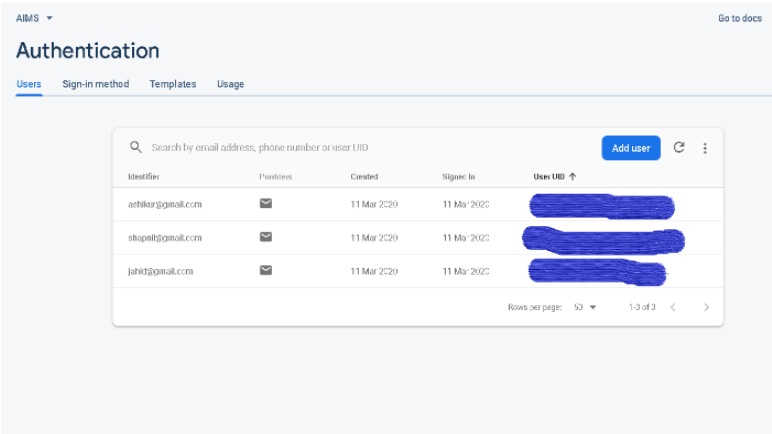 AIMS
Go to docs
Authentication
Users Sign-in method Templates Usage
Search by email address, phone number or user UID
Add user
Identifier Providers Created Signed In User UID ↑
ashikur@gmail.com 11 Mar 2020 11 Mar 2020
shapnil@gmail.com 11 Mar 2020 11 Mar 2020
jahid@gmail.com 11 Mar 2020 11 Mar 2020
Rows per page: 50 1-3 of 3